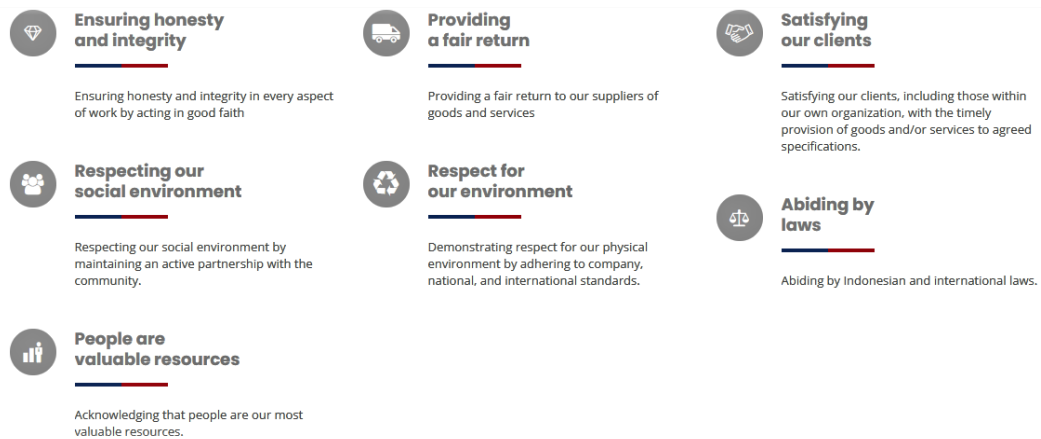 Ensuring honesty
and integrity
Ensuring honesty and integrity in every aspect
of work by acting in good faith
Providing
a fair return
Providing a fair return to our suppliers of
goods and services
Satisfying
our clients
Satisfying our clients, including those within
our own organization, with the timely
provision of goods and/or services to agreed
specifications.
Respecting our
social environment
Respecting our social environment by
maintaining an active partnership with the
community.
Respect for
our environment
Demonstrating respect for our physical
environment by adhering to company,
national, and international standards.
Abiding by
laws
Abiding by Indonesian and international laws.
People are
valuable resources
Acknowledging that people are our most
valuable resources.